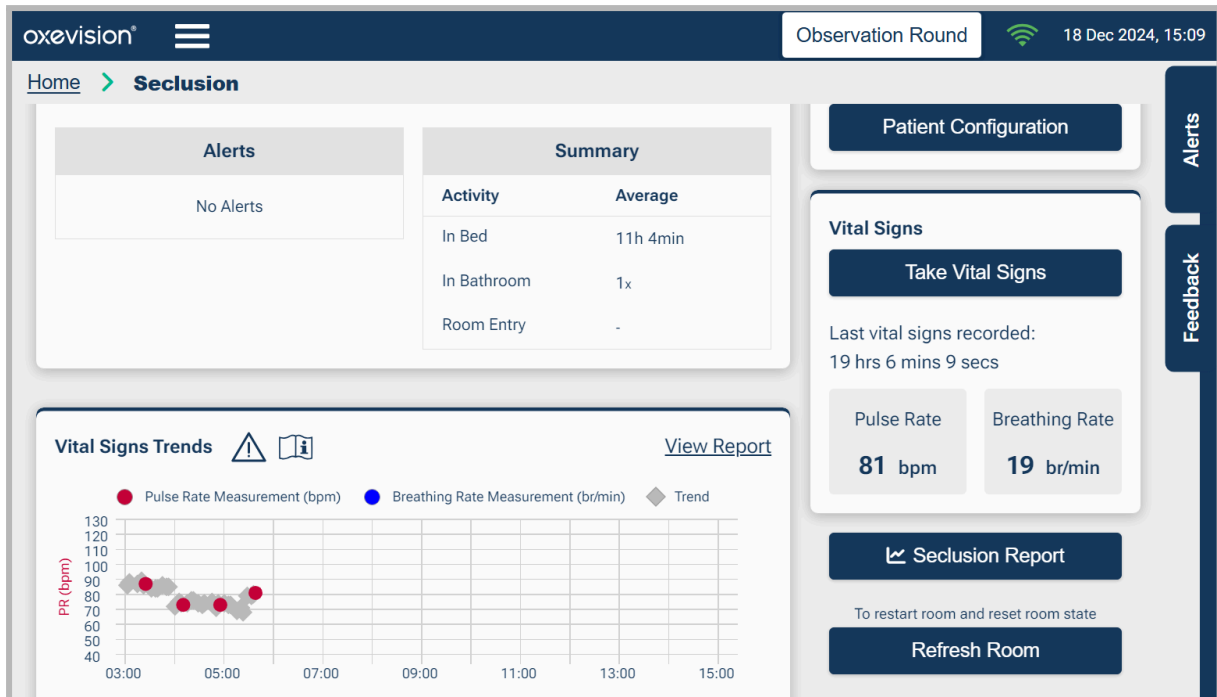 oxevision®
Observation Round
18 Dec 2024, 15:09
Home > Seclusion
Alerts
No Alerts
Summary
Activity Average
In Bed 11h 4min
In Bathroom 1x
Room Entry -
Patient Configuration
Vital Signs
Take Vital Signs
Last vital signs recorded:
19 hrs 6 mins 9 secs
Pulse Rate
81 bpm
Breathing Rate
19 br/min
Alerts
Feedback
Vital Signs Trends
View Report
Pulse Rate Measurement (bpm) Breathing Rate Measurement (br/min) Trend
PR (bpm)
130
120
110
100
90
80
70
60
50
40
03:00 05:00 07:00 09:00 11:00 13:00 15:00
Seclusion Report
To restart room and reset room state
Refresh Room